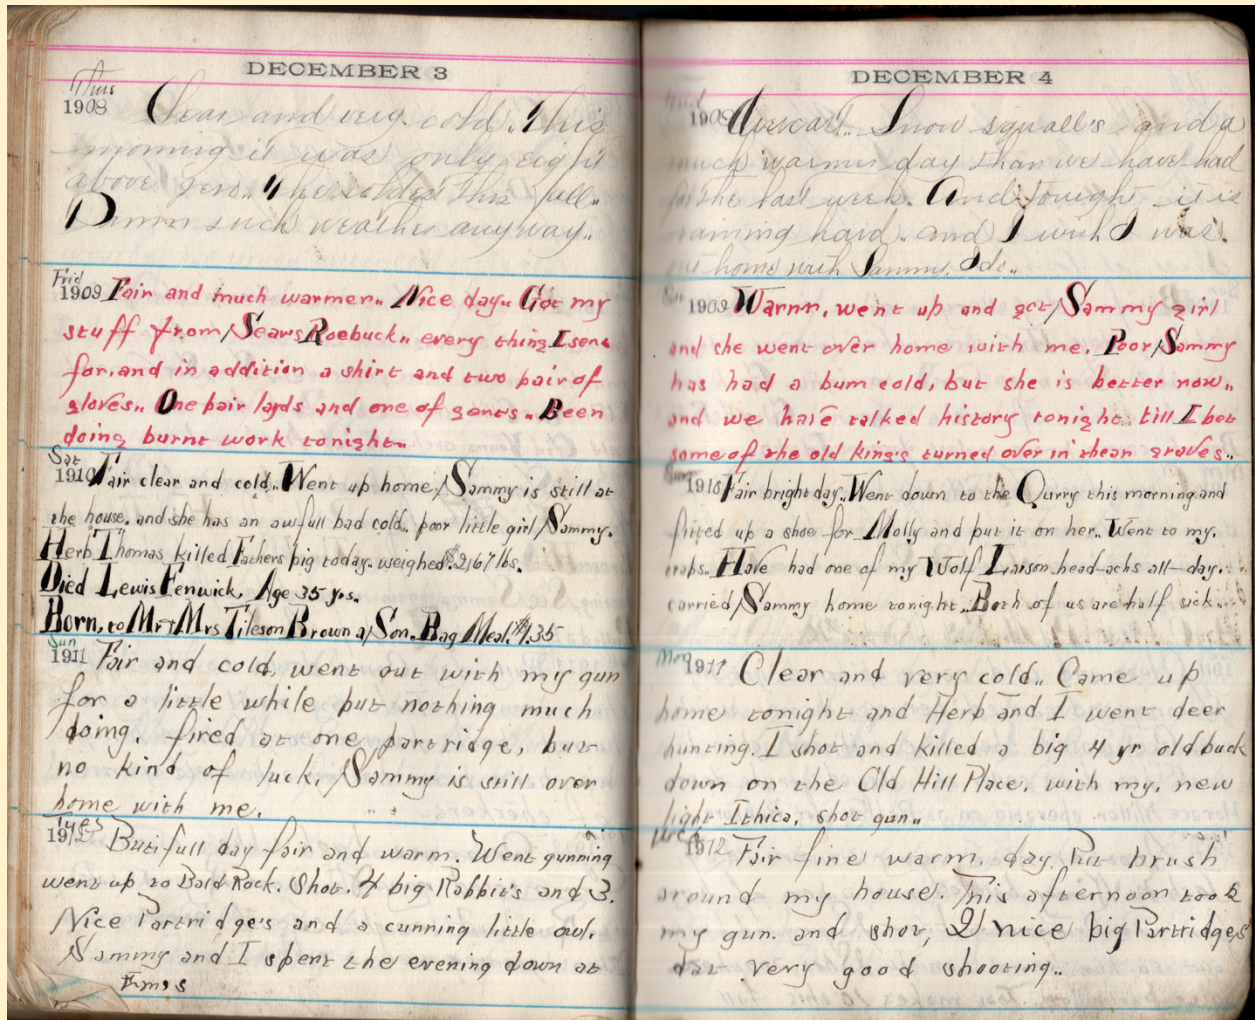 DECEMBER 3
Thus
1908 Clear and very cold. This
morning it was only eight
above zero. The coldest this fall..
Damn such weather anyway..
Frid
1909 Fair and much warmer.. Nice day.. Got my
stuff from Sears Roebuck.. every thing I sent
for. and in addition a shirt and two pair of
gloves.. One pair layds and one of gents.. Been
doing burnt work tonight..
Sat
1910 Fair clear and cold.. Went up home, Sammy is still at
the house, and she has an awfull bad cold. poor little girl Sammy.
Herb Thomas killed Fathers pig today. weighed. 267 lbs.
Died Lewis Fenwick, Age 35 yrs.
Born, to Mr & Mrs Tileson Brown a Son. Bag Meal. $1.35
Sun
1911 Fair and cold, went out with my gun
for a little while but nothing much
doing. fired at one partridge, but
no kind of luck, Sammy is still over
home with me.
Tues
1912 Butifull day fair and warm. Went gunning
went up to Bald Rock. Shot. 4 big Rabbit's and 3.
Nice Partridge's and a cunning little owl.
Sammy and I spent the evening down at
Em's
DECEMBER 4
1908 Overcast.. Snow squall's and a
much warmer day than we have had
for the last week. And tonight it is
raining hard. and I wish I was.
out home with Sammy. I do..
1909 Warm, went up and got Sammy girl
and she went over home with me. Poor Sammy
has had a bum cold, but she is better now..
and we have talked history tonight till I bet
some of the old king's turned over in thear graves..
1910 Fair bright day.. Went down to the Qurry this morning and
fitted up a shoe for Molly and put it on her.. Went to my.
traps. Have had one of my Wolf Larson head-achs all-day.
carried Sammy home tonight.. Both of us are half sick...
Mon
1911 Clear and very cold.. Came up
home tonight and Herb and I went deer
hunting. I shot and killed a big 4 yr old buck
down on the Old Hill Place, with my, new
light Ithica, shot gun..
Wed
1912 Fair fine warm, day. Put brush
around my house. This afternoon took
my gun. and shot, 2 nice big Partridges
dat very good shooting..